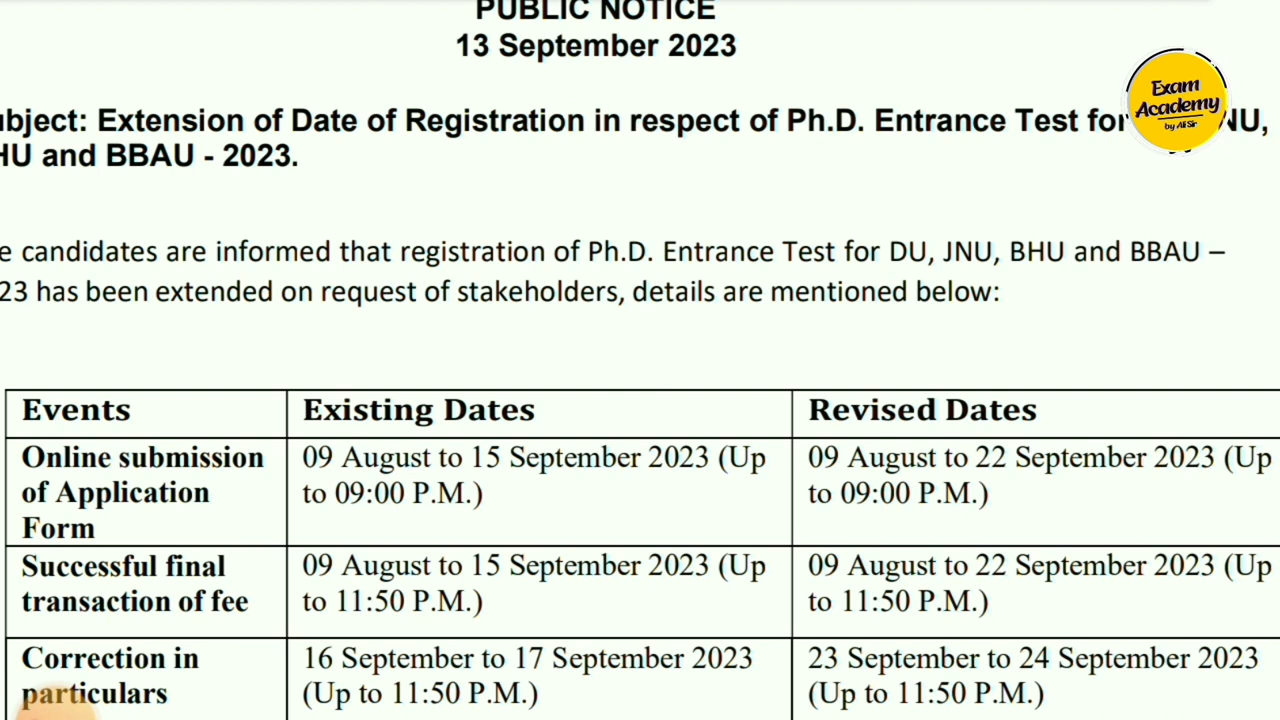 PUBLIC NOTICE
13 September 2023
Exam
Academy
by Ali Sir
Extension of Date of Registration in respect of Ph.D. Entrance Test for
and BBAU - 2023.
candidates are informed that registration of Ph.D. Entrance Test for DU, JNU, BHU and BBAU –
has been extended on request of stakeholders, details are mentioned below:
Events Existing Dates Revised Dates
Online submission 09 August to 15 September 2023 (Up 09 August to 22 September 2023 (Up
of Application to 09:00 P.M.) to 09:00 P.M.)
Form
Successful final 09 August to 15 September 2023 (Up 09 August to 22 September 2023 (Up
transaction of fee to 11:50 P.M.) to 11:50 P.M.)
Correction in 16 September to 17 September 2023 23 September to 24 September 2023
particulars (Up to 11:50 P.M.) (Up to 11:50 P.M.)